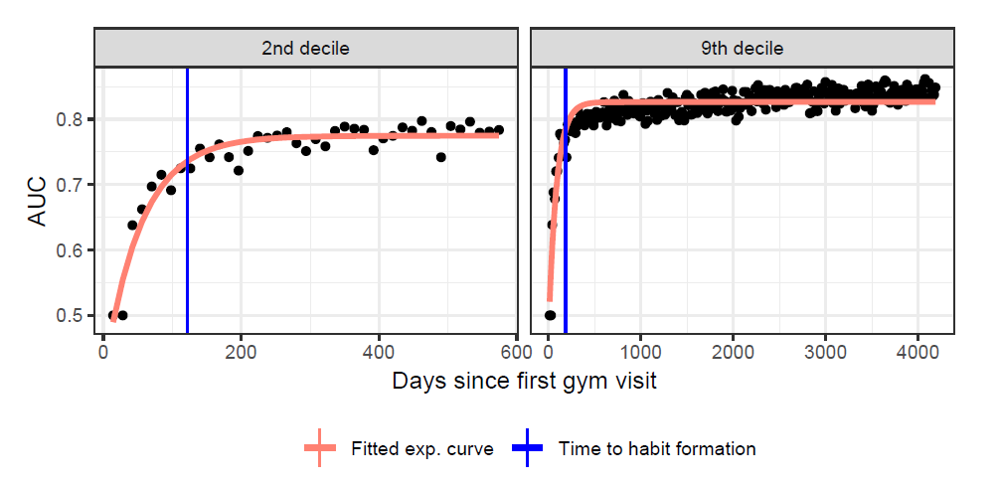 2nd decile
9th decile
AUC
0.8
0.7
0.6
0.5
0 200 400 600
0 1000 2000 3000 4000
Days since first gym visit
Fitted exp. curve
Time to habit formation